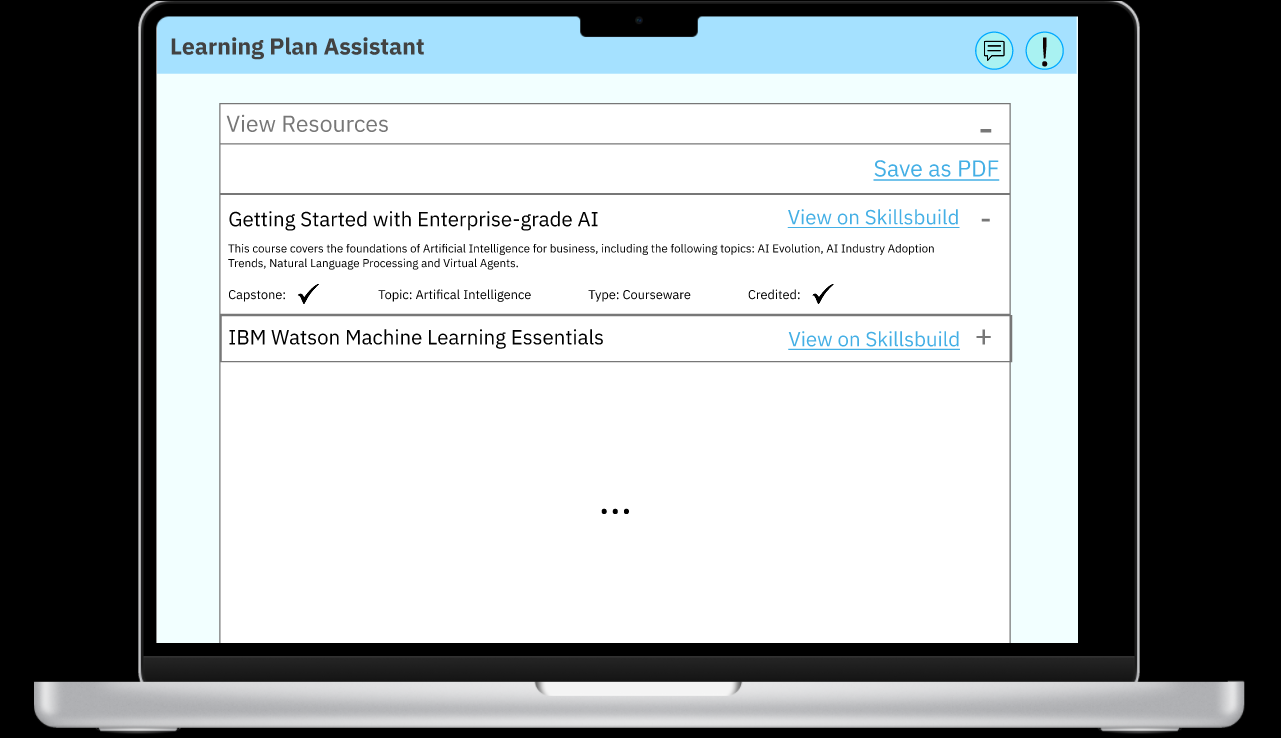 Learning Plan Assistant
View Resources
Save as PDF
Getting Started with Enterprise-grade AI
View on Skillsbuild
This course covers the foundations of Artificial Intelligence for business, including the following topics: AI Evolution, AI Industry Adoption
Trends, Natural Language Processing and Virtual Agents.
Capstone: ✓ Topic: Artifical Intelligence Type: Courseware Credited: ✓
IBM Watson Machine Learning Essentials
View on Skillsbuild
...